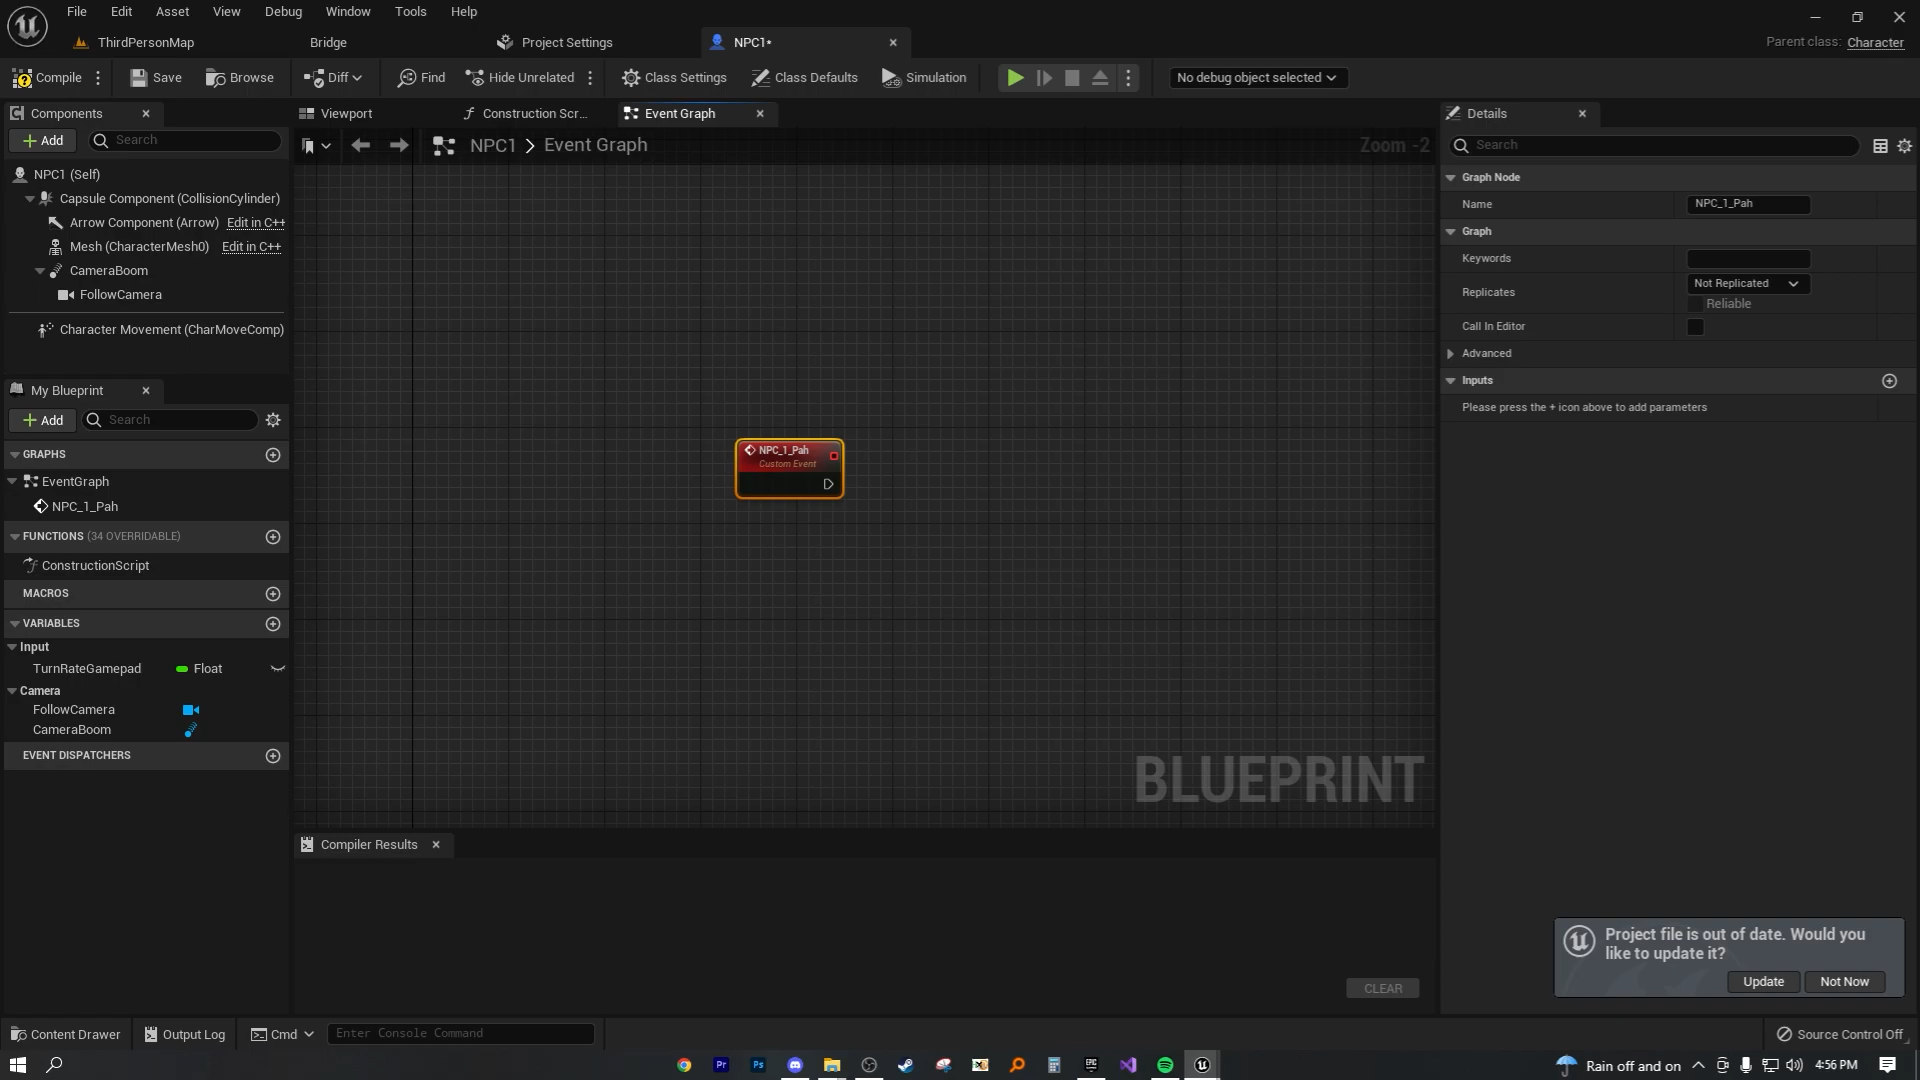 File Edit Asset View Debug Window Tools Help
ThirdPersonMap Bridge Project Settings NPC1* Parent class: Character
Compile Save Browse Diff Find Hide Unrelated Class Settings Class Defaults Simulation No debug object selected
Components
Add Search
NPC1 (Self)
Capsule Component (CollisionCylinder)
Arrow Component (Arrow) Edit in C++
Mesh (CharacterMesh0) Edit in C++
CameraBoom
FollowCamera
Character Movement (CharMoveComp)
My Blueprint
Add Search
GRAPHS
EventGraph
NPC_1_Pah
FUNCTIONS (34 OVERRIDABLE)
ConstructionScript
MACROS
VARIABLES
Input
TurnRateGamepad Float
Camera
FollowCamera
CameraBoom
EVENT DISPATCHERS
Viewport Construction Scr... Event Graph
NPC1 > Event Graph Zoom -2
NPC_1_Pah
Custom Event
BLUEPRINT
Compiler Results
CLEAR
Details
Search
Graph Node
Name NPC_1_Pah
Graph
Keywords
Replicates Not Replicated
Reliable
Call In Editor
Advanced
Inputs
Please press the + icon above to add parameters
Project file is out of date. Would you
like to update it?
Update Not Now
Content Drawer Output Log Cmd Enter Console Command Source Control Off
Pr Ps EPIC Rain off and on 4:56 PM